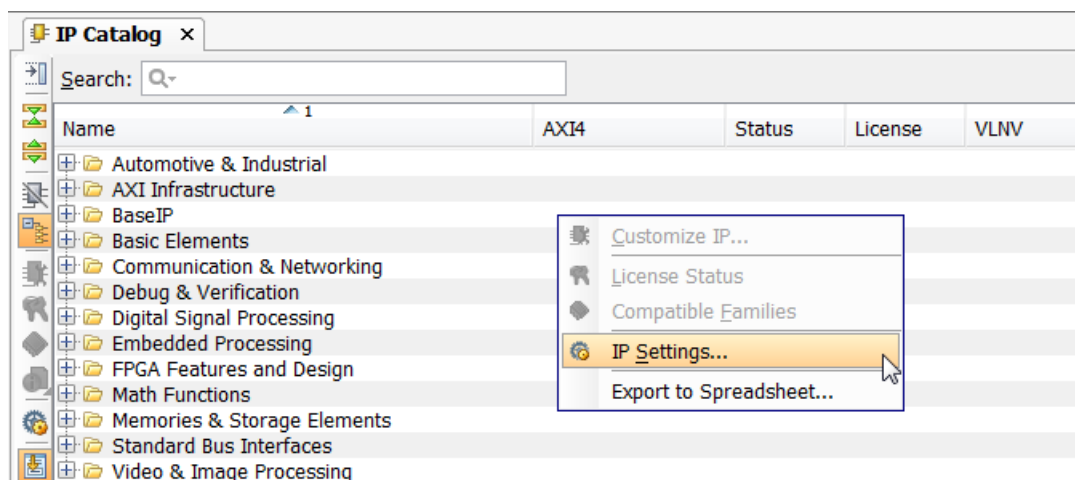 IP Catalog ×
Search:
1
Name AXI4 Status License VLNV
Automotive & Industrial
AXI Infrastructure
BaseIP
Basic Elements
Communication & Networking
Debug & Verification
Digital Signal Processing
Embedded Processing
FPGA Features and Design
Math Functions
Memories & Storage Elements
Standard Bus Interfaces
Video & Image Processing
Customize IP...
License Status
Compatible Families
IP Settings...
Export to Spreadsheet...